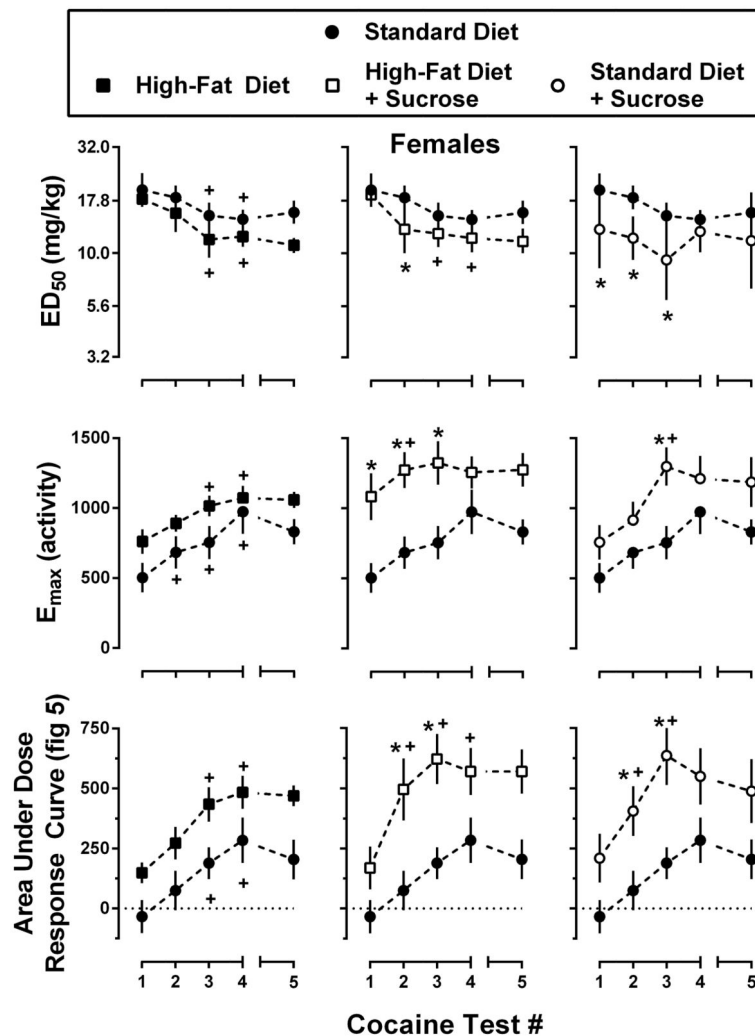 Standard Diet
High-Fat Diet
High-Fat Diet
+ Sucrose
Standard Diet
+ Sucrose
Females
ED50 (mg/kg)
32.0
17.8
10.0
5.6
3.2
+ +
+ +
* + +
* * *
Emax (activity)
1500
1000
500
0
+ +
+ + +
* *+ *
*+
Area Under Dose
Response Curve (fig 5)
750
500
250
0
+ +
+ +
*+ *+ +
*+ *+
1 2 3 4 5
1 2 3 4 5
1 2 3 4 5
Cocaine Test #